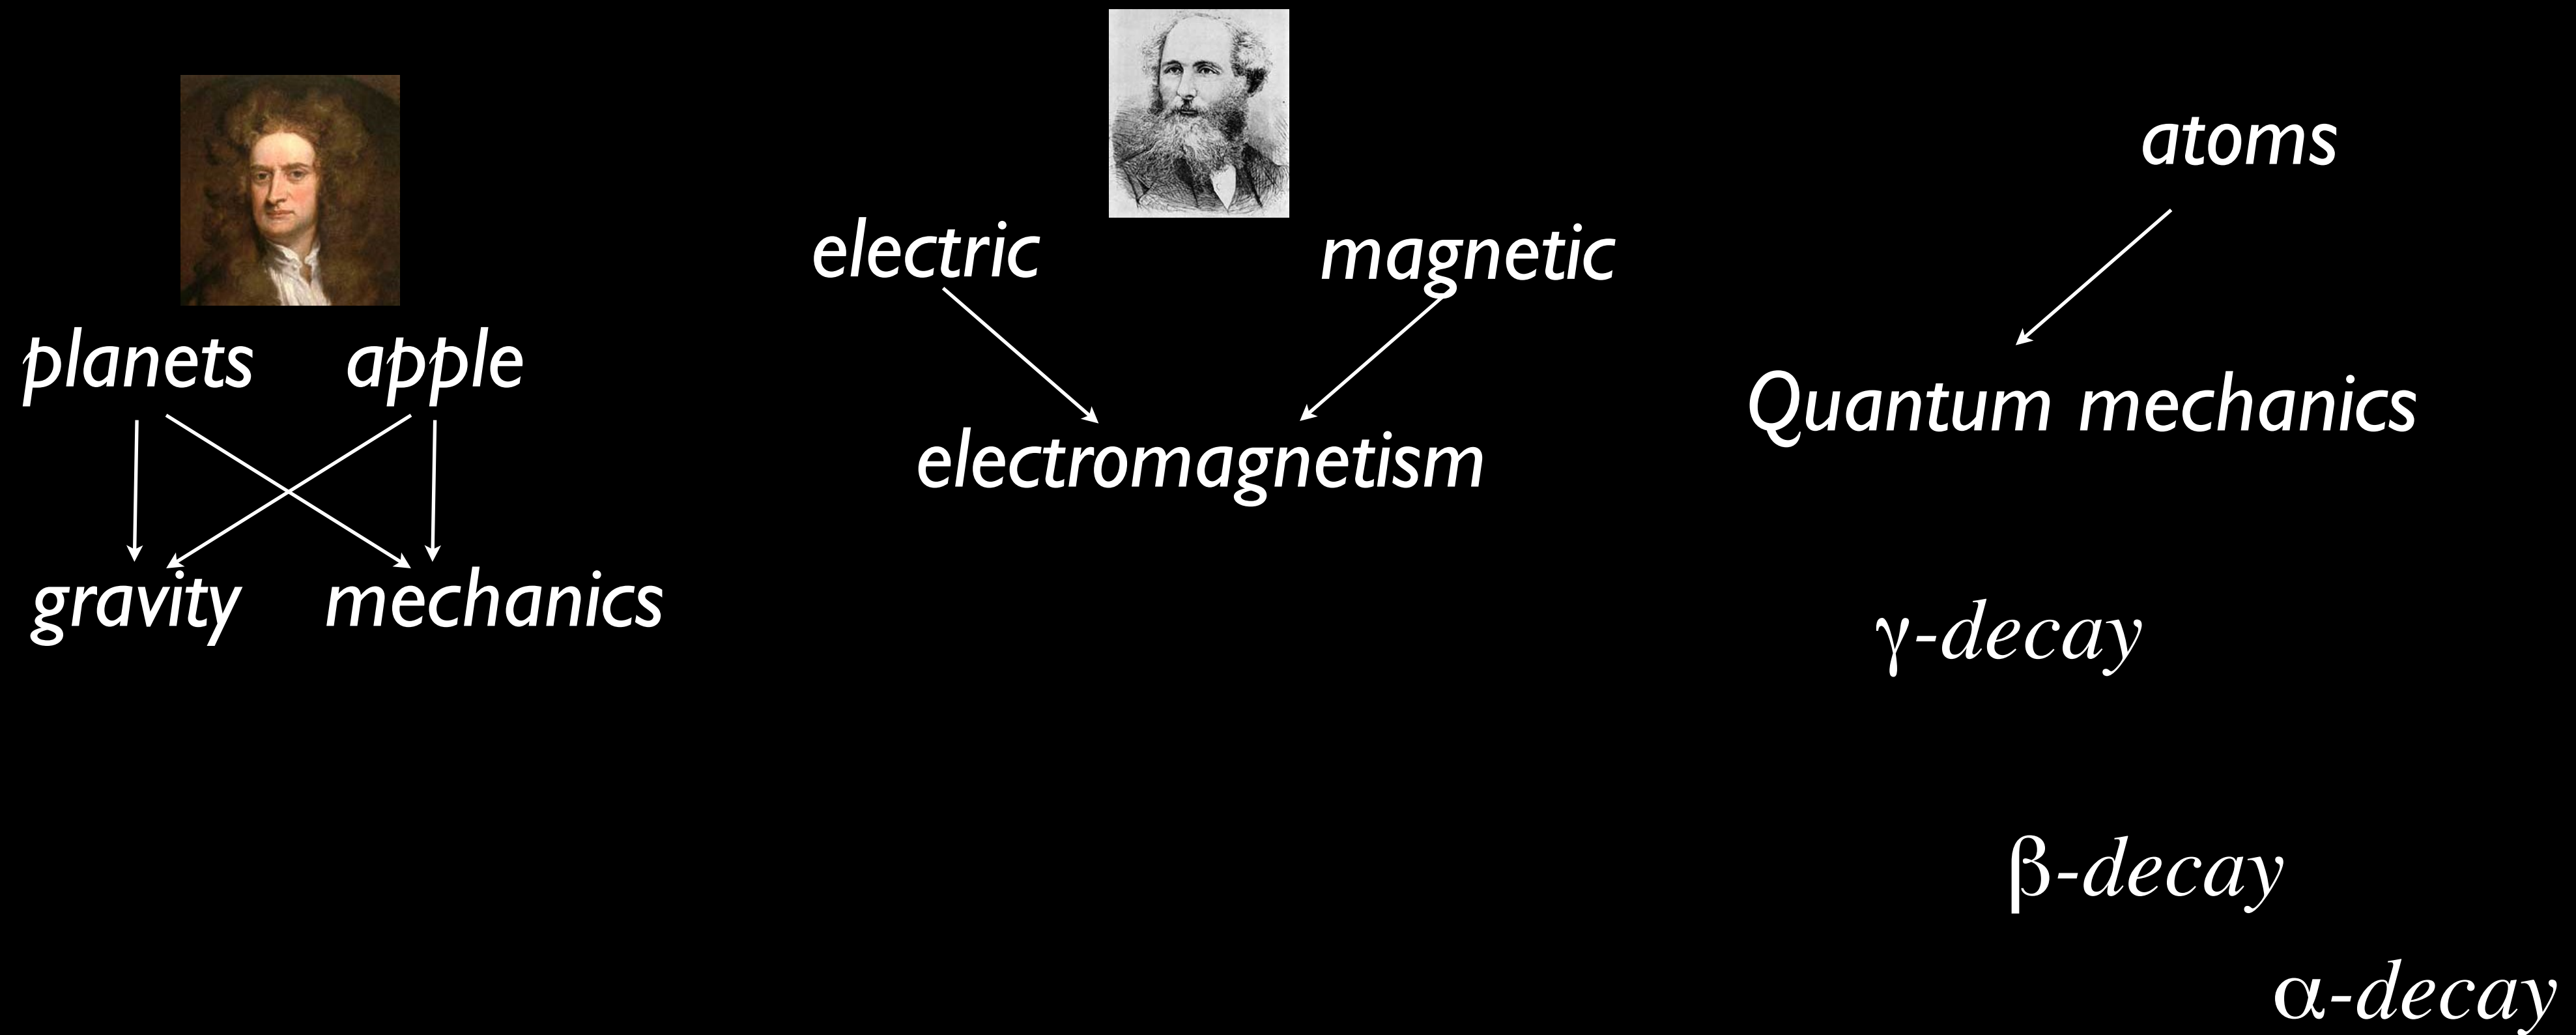 planets apple
gravity mechanics
electric magnetic
electromagnetism
atoms
Quantum mechanics
γ-decay
β-decay
α-decay